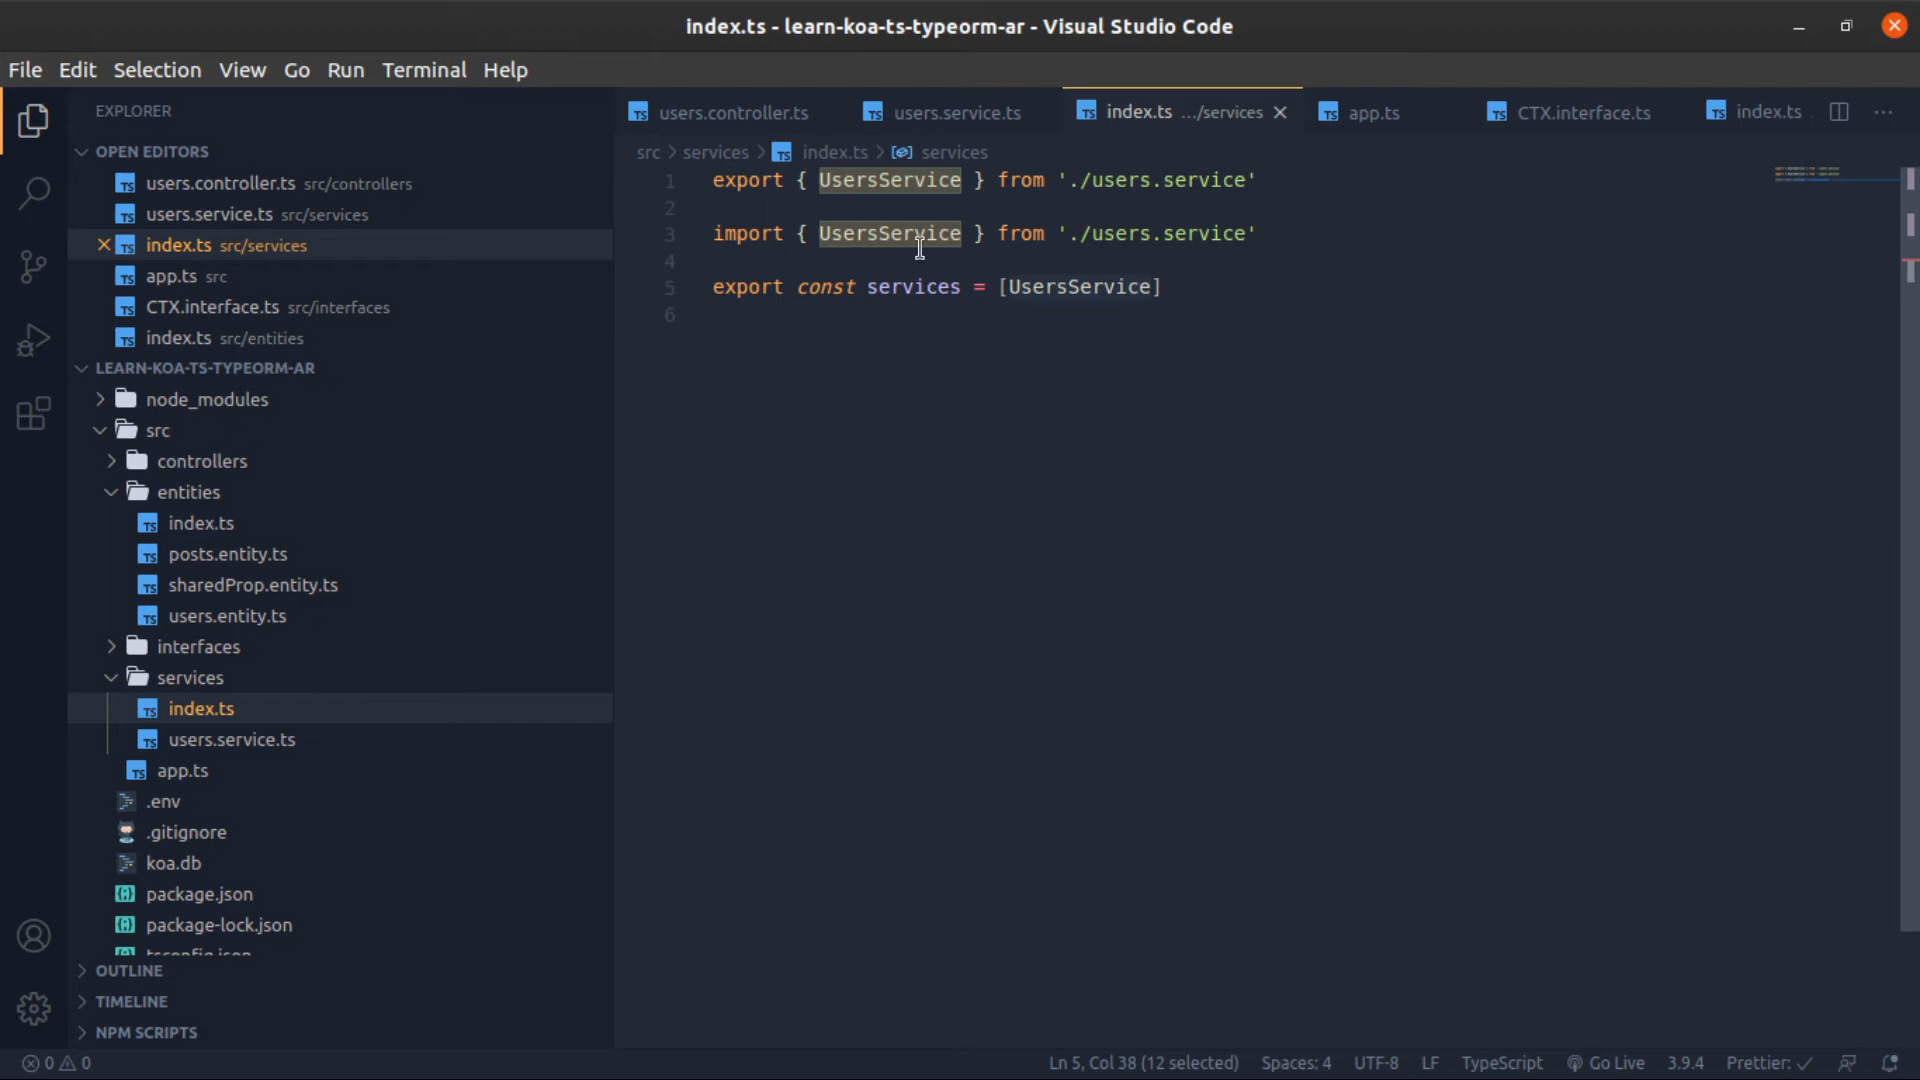 index.ts - learn-koa-ts-typeorm-ar - Visual Studio Code
File Edit Selection View Go Run Terminal Help
EXPLORER
OPEN EDITORS
users.controller.ts src/controllers
users.service.ts src/services
index.ts src/services
app.ts src
CTX.interface.ts src/interfaces
index.ts src/entities
LEARN-KOA-TS-TYPEORM-AR
node_modules
src
controllers
entities
index.ts
posts.entity.ts
sharedProp.entity.ts
users.entity.ts
interfaces
services
index.ts
users.service.ts
app.ts
.env
.gitignore
koa.db
package.json
package-lock.json
tsconfig.json
OUTLINE
TIMELINE
NPM SCRIPTS
users.controller.ts users.service.ts index.ts .../services app.ts CTX.interface.ts index.ts
src > services > index.ts > services
1 export { UsersService } from './users.service'
2
3 import { UsersService } from './users.service'
4
5 export const services = [UsersService]
6
0 0 Ln 5, Col 38 (12 selected) Spaces: 4 UTF-8 LF TypeScript Go Live 3.9.4 Prettier: ✓